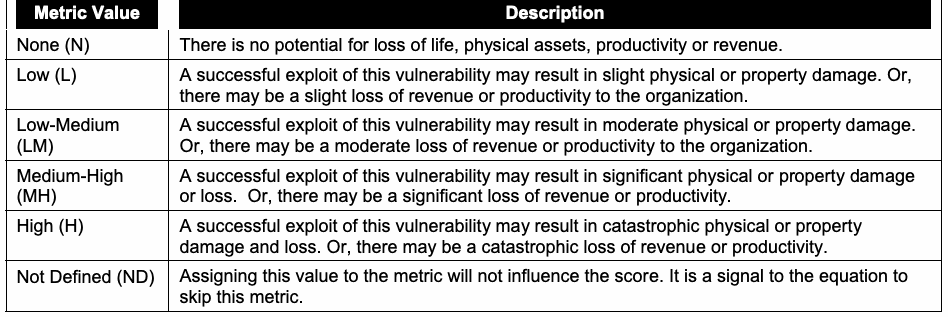 Metric Value Description
None (N) There is no potential for loss of life, physical assets, productivity or revenue.
Low (L) A successful exploit of this vulnerability may result in slight physical or property damage. Or,
there may be a slight loss of revenue or productivity to the organization.
Low-Medium A successful exploit of this vulnerability may result in moderate physical or property damage.
(LM) Or, there may be a moderate loss of revenue or productivity to the organization.
Medium-High A successful exploit of this vulnerability may result in significant physical or property damage
(MH) or loss.  Or, there may be a significant loss of revenue or productivity.
High (H) A successful exploit of this vulnerability may result in catastrophic physical or property
damage and loss. Or, there may be a catastrophic loss of revenue or productivity.
Not Defined (ND) Assigning this value to the metric will not influence the score. It is a signal to the equation to
skip this metric.